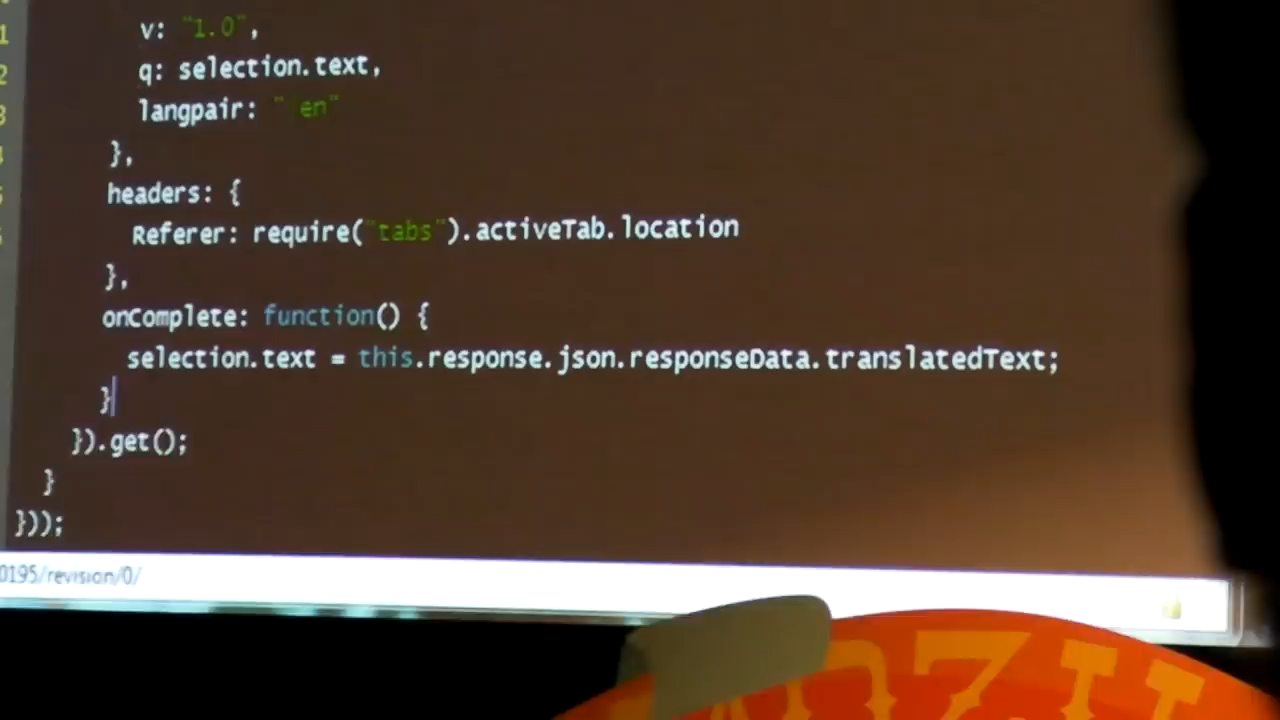 v: "1.0",
q: selection.text,
langpair: " en"
},
headers: {
Referer: require("tabs").activeTab.location
},
onComplete: function() {
selection.text = this.response.json.responseData.translatedText;
}
}).get();
}
}));
0195/revision/0/